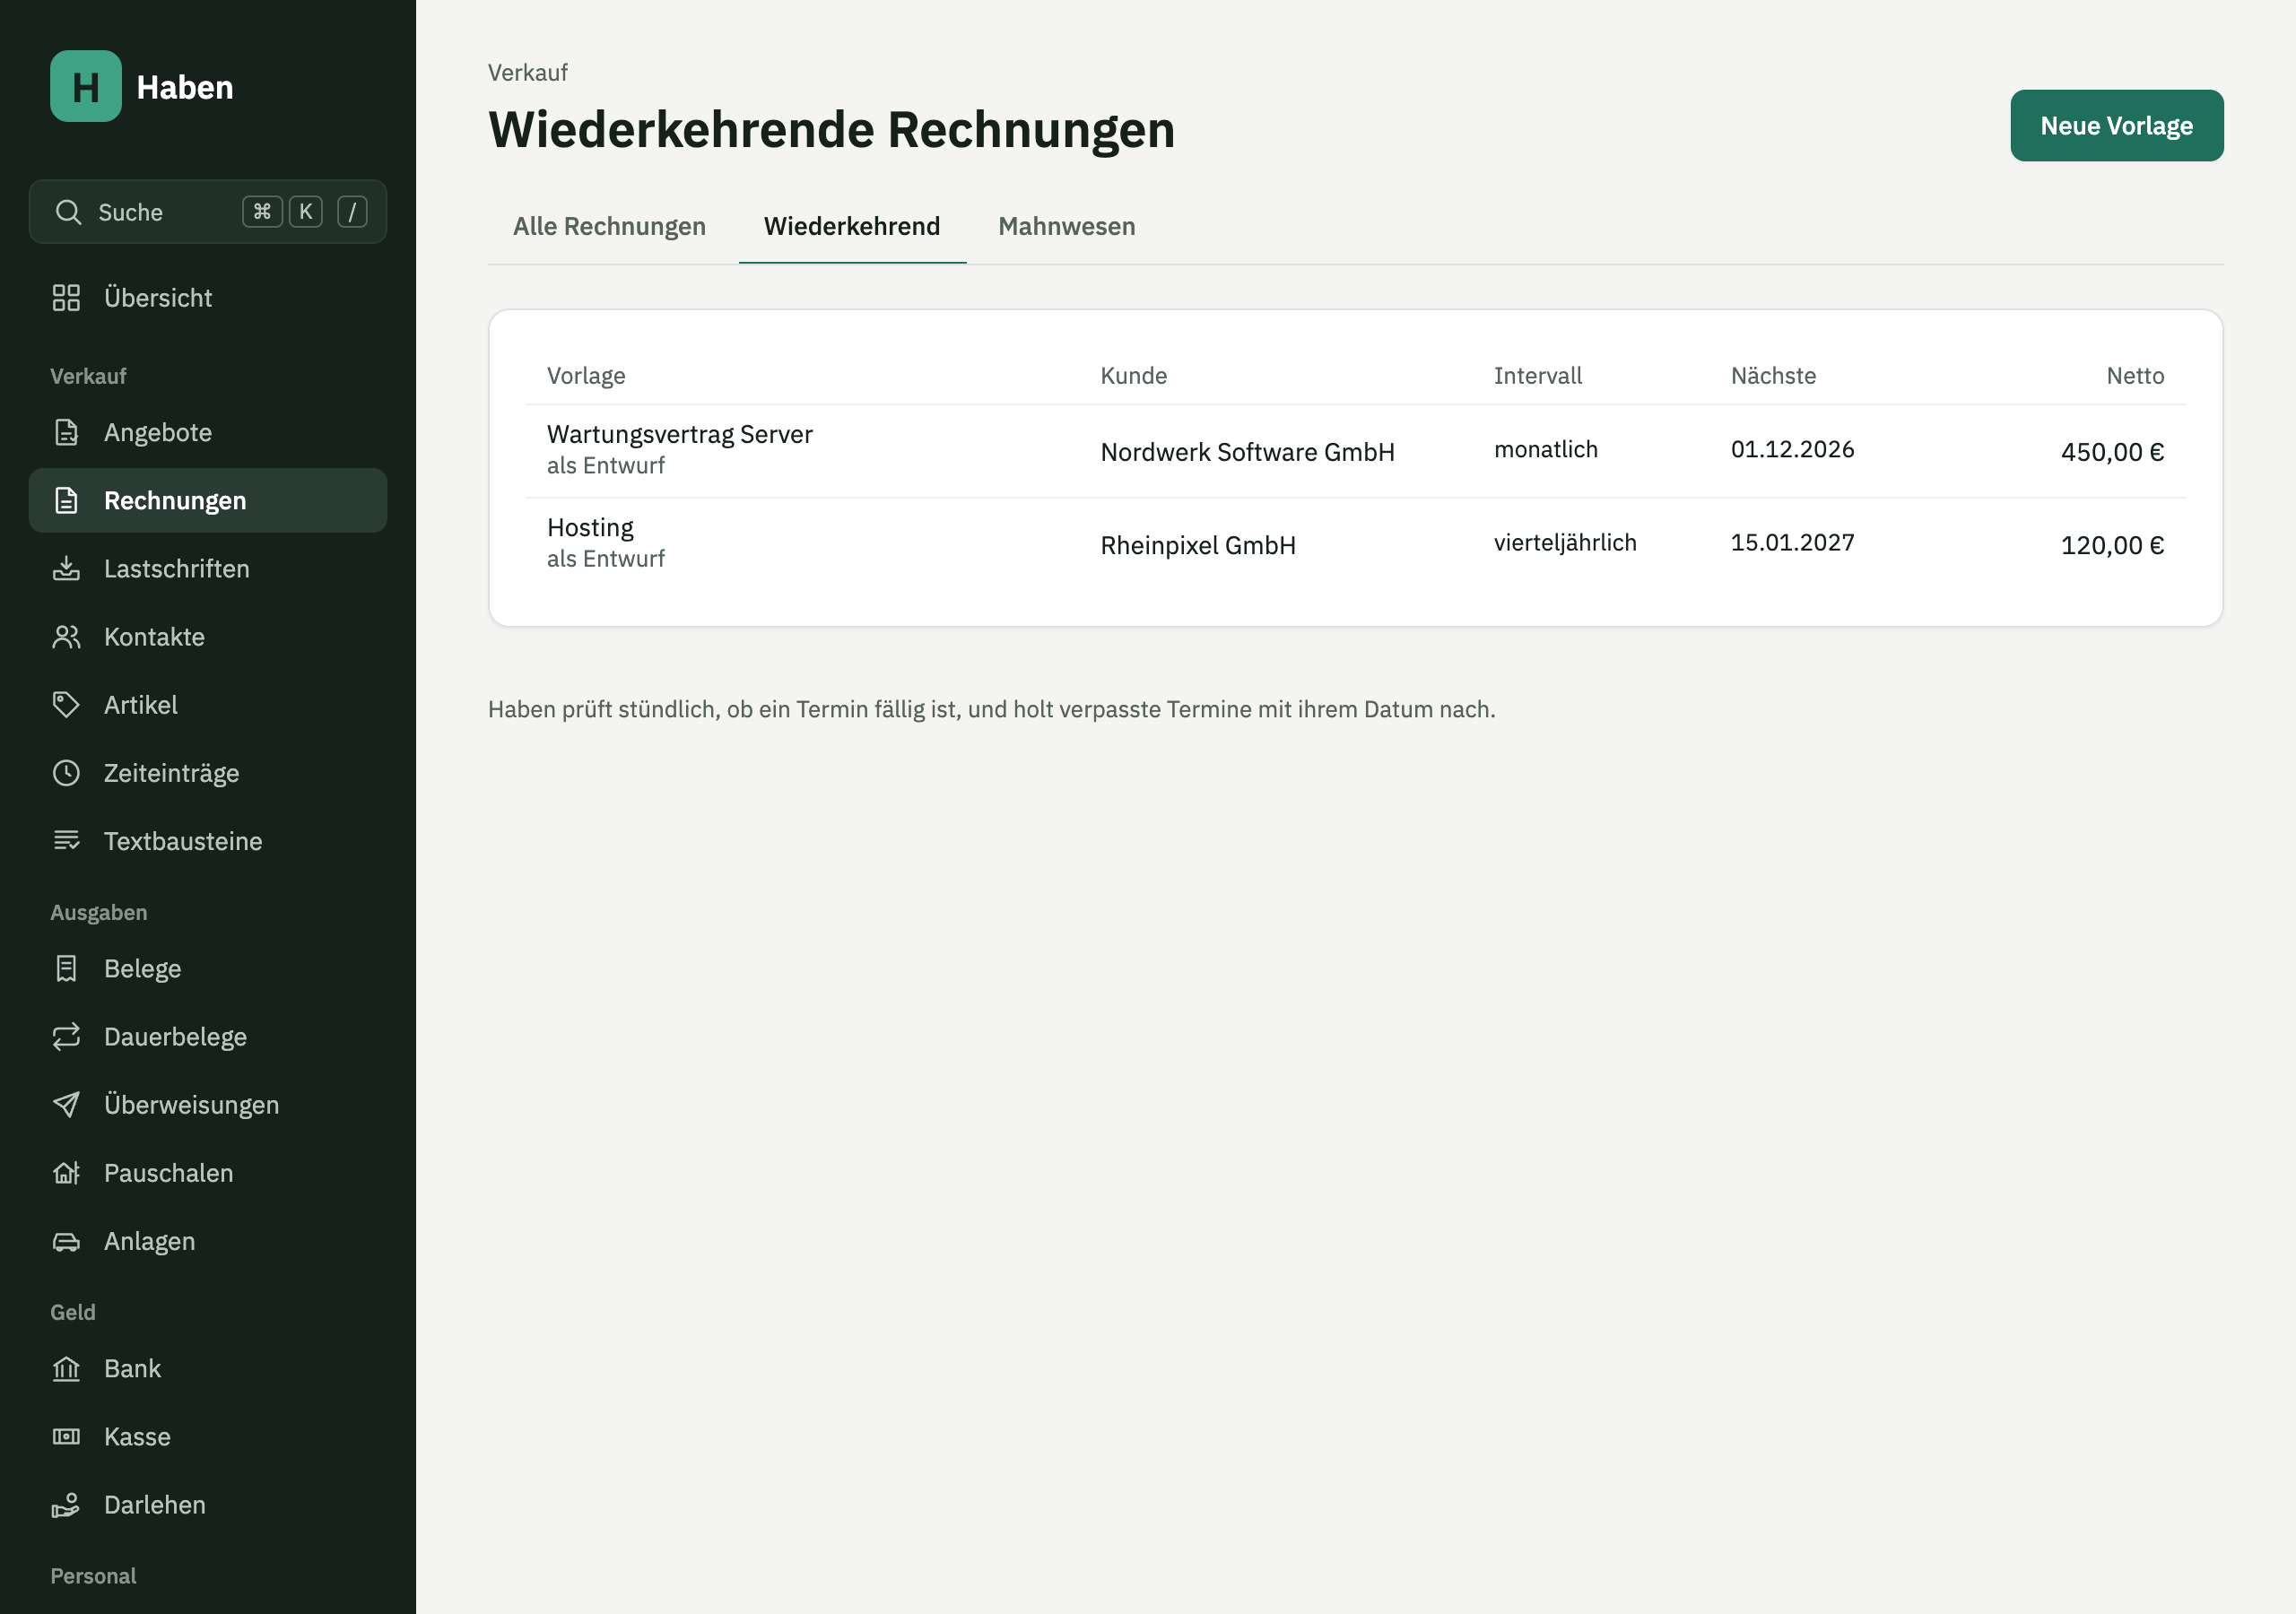 H Haben
Suche ⌘ K /
Übersicht
Verkauf
Angebote
Rechnungen
Lastschriften
Kontakte
Artikel
Zeiteinträge
Textbausteine
Ausgaben
Belege
Dauerbelege
Überweisungen
Pauschalen
Anlagen
Geld
Bank
Kasse
Darlehen
Personal
Verkauf
Wiederkehrende Rechnungen
Neue Vorlage
Alle Rechnungen Wiederkehrend Mahnwesen
Vorlage Kunde Intervall Nächste Netto
Wartungsvertrag Server
als Entwurf
Nordwerk Software GmbH monatlich 01.12.2026 450,00 €
Hosting
als Entwurf
Rheinpixel GmbH vierteljährlich 15.01.2027 120,00 €
Haben prüft stündlich, ob ein Termin fällig ist, und holt verpasste Termine mit ihrem Datum nach.